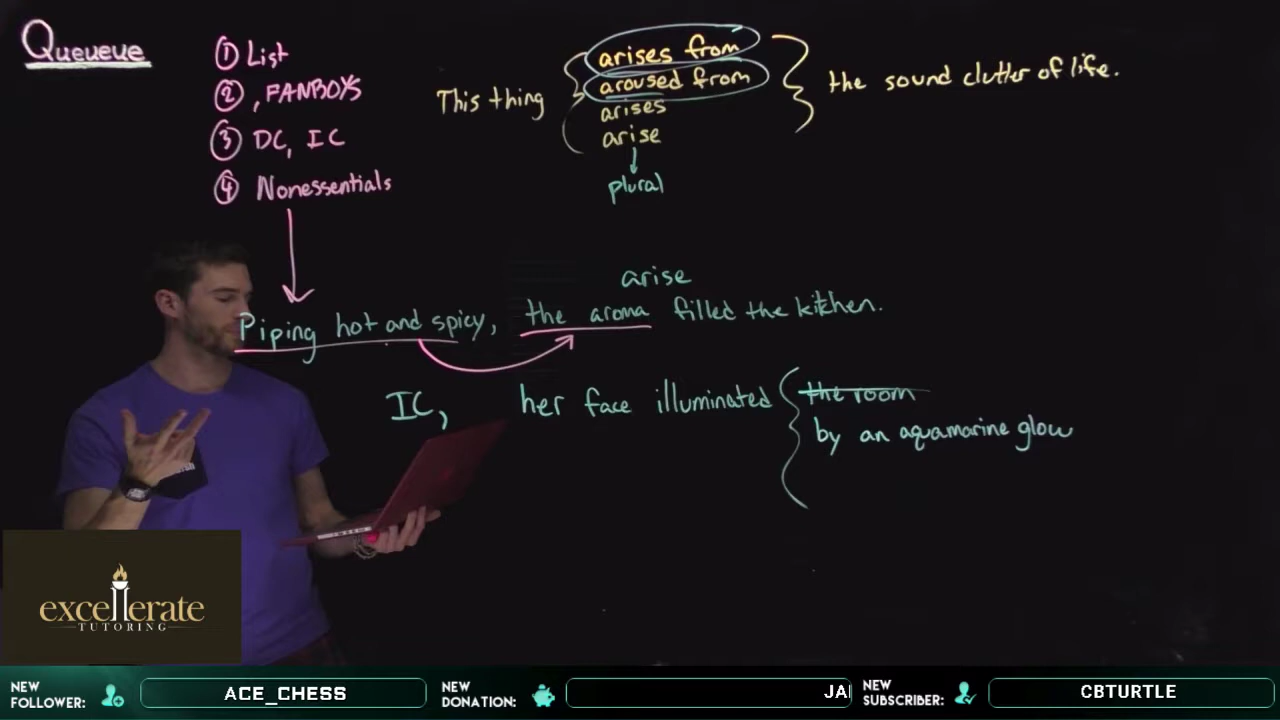 Queueue
① List
② , FANBOYS
③ DC, IC
④ Nonessentials
This thing
arises from
aroused from
arises
arise
plural
the sound clutter of life.
arise
Piping hot and spicy, the aroma filled the kitchen.
IC, her face illuminated
the room
by an aquamarine glow
excellerate
TUTORING
NEW FOLLOWER: ACE_CHESS
NEW DONATION:
NEW SUBSCRIBER: CBTURTLE